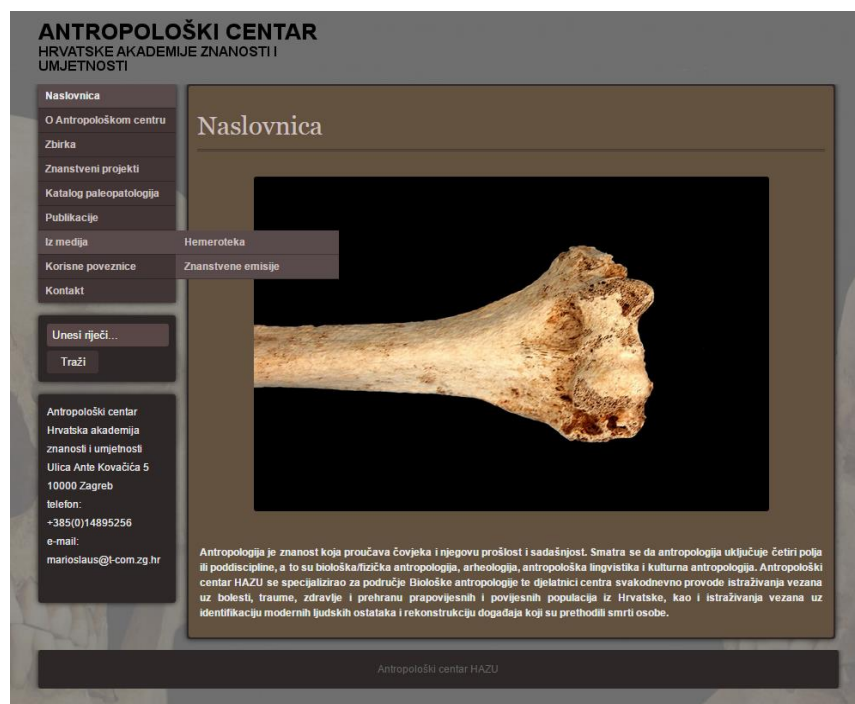 ANTROPOLOŠKI CENTAR
HRVATSKE AKADEMIJE ZNANOSTI I
UMJETNOSTI
Naslovnica
O Antropološkom centru
Zbirka
Znanstveni projekti
Katalog paleopatologija
Publikacije
Iz medija
Hemeroteka
Korisne poveznice
Znanstvene emisije
Kontakt
Unesi riječi...
Traži
Antropološki centar
Hrvatska akademija
znanosti i umjetnosti
Ulica Ante Kovačića 5
10000 Zagreb
telefon:
+385(0)14895256
e-mail:
marioslaus@t-com.zg.hr
Naslovnica
Antropologija je znanost koja proučava čovjeka i njegovu prošlost i sadašnjost. Smatra se da antropologija uključuje četiri polja
ili poddiscipline, a to su biološka/fizička antropologija, arheologija, antropološka lingvistika i kulturna antropologija. Antropološki
centar HAZU se specijalizirao za područje Biološke antropologije te djelatnici centra svakodnevno provode istraživanja vezana
uz bolesti, traume, zdravlje i prehranu prapovijesnih i povijesnih populacija iz Hrvatske, kao i istraživanja vezana uz
identifikaciju modernih ljudskih ostataka i rekonstrukciju događaja koji su prethodili smrti osobe.
Antropološki centar HAZU